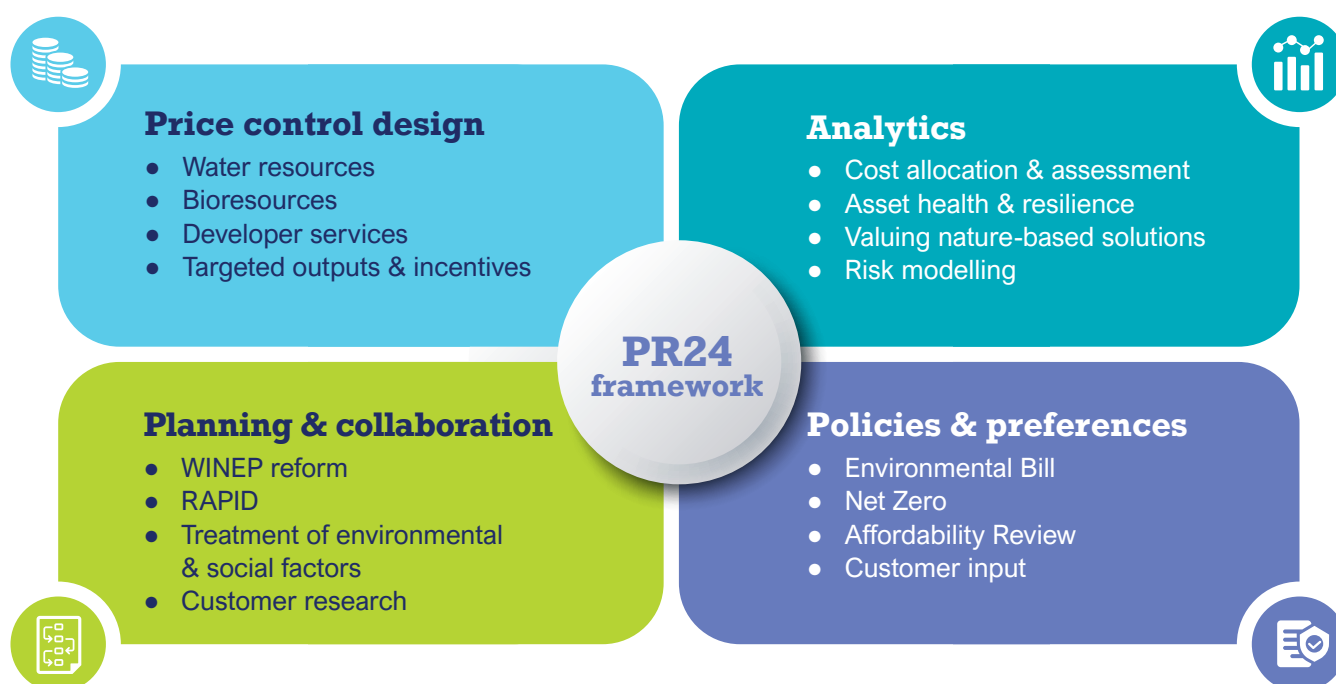 Price control design
● Water resources
● Bioresources
● Developer services
● Targeted outputs & incentives
Analytics
● Cost allocation & assessment
● Asset health & resilience
● Valuing nature-based solutions
● Risk modelling
PR24
framework
Planning & collaboration
● WINEP reform
● RAPID
● Treatment of environmental
& social factors
● Customer research
Policies & preferences
● Environmental Bill
● Net Zero
● Affordability Review
● Customer input